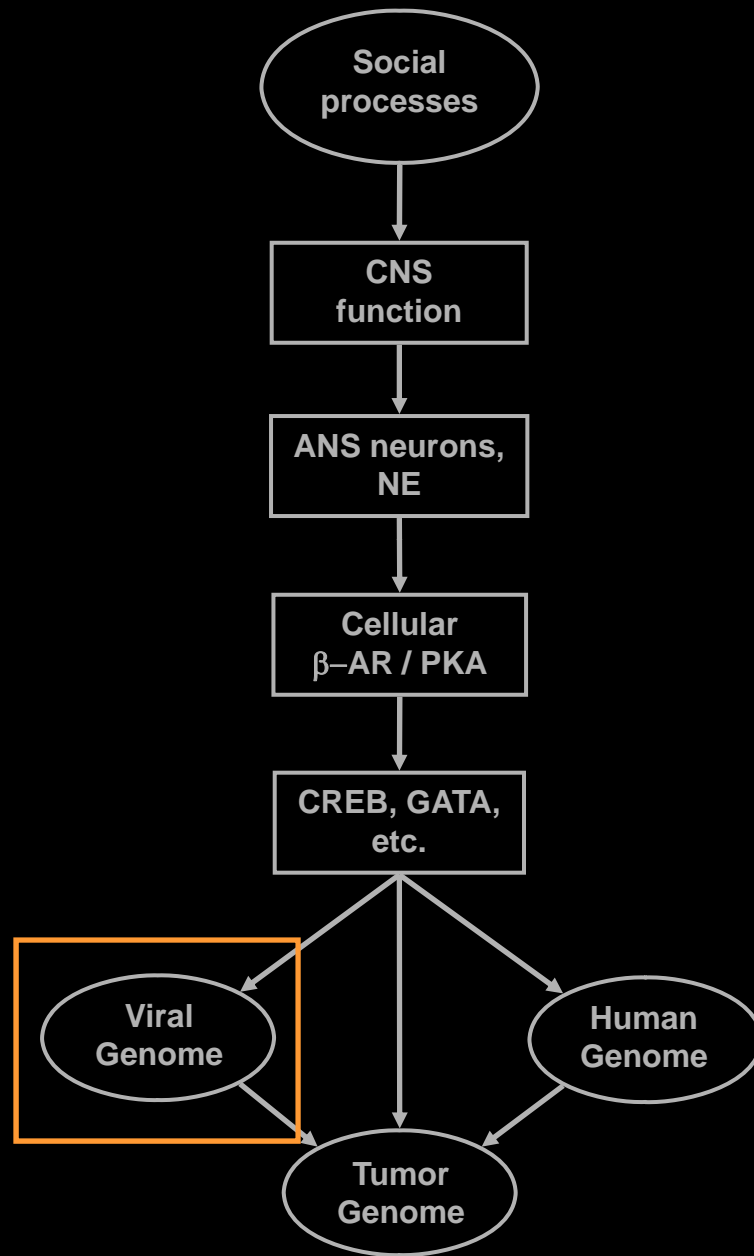 Social
processes
CNS
function
ANS neurons,
NE
Cellular
β–AR / PKA
CREB, GATA,
etc.
Viral
Genome
Human
Genome
Tumor
Genome